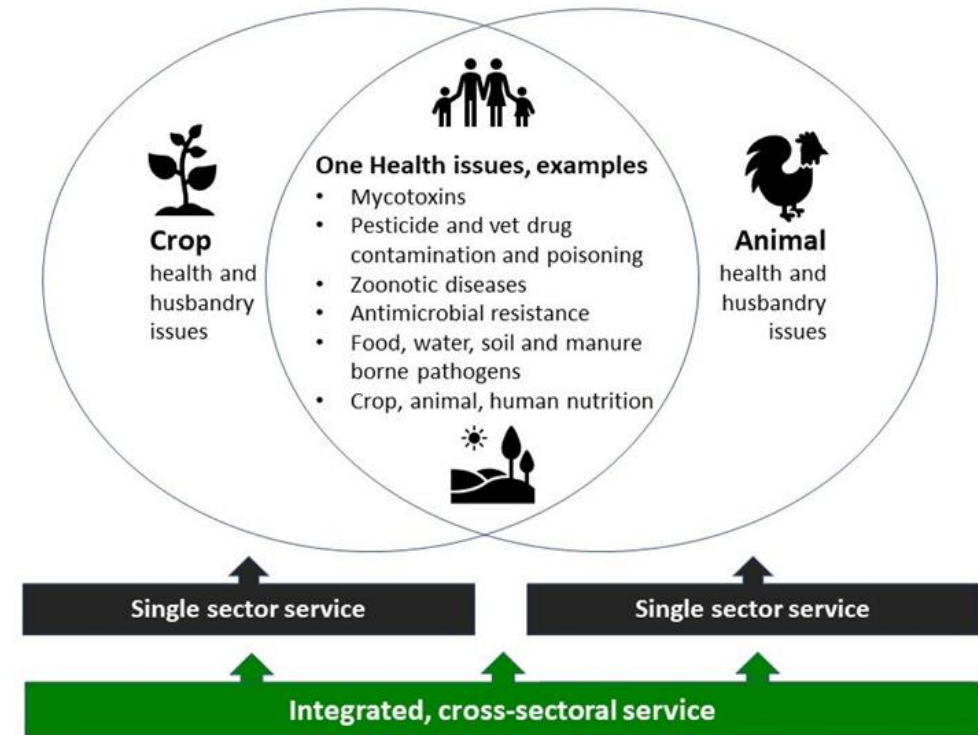 One Health issues, examples
• Mycotoxins
• Pesticide and vet drug
contamination and poisoning
• Zoonotic diseases
• Antimicrobial resistance
• Food, water, soil and manure
borne pathogens
• Crop, animal, human nutrition
Crop
health and
husbandry
issues
Animal
health and
husbandry
issues
Single sector service
Single sector service
Integrated, cross-sectoral service